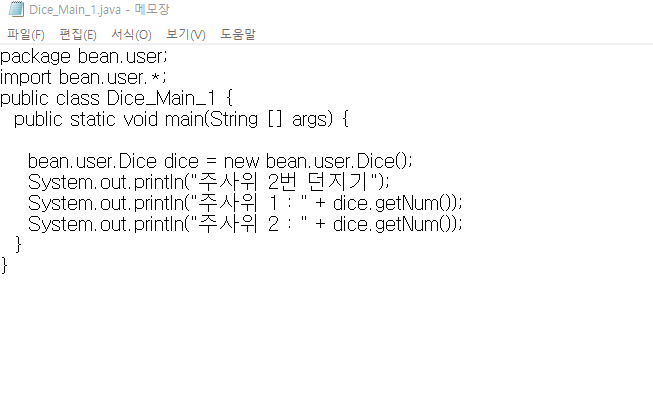 Dice_Main_1.java - 메모장
파일(F) 편집(E) 서식(O) 보기(V) 도움말
package bean.user;
import bean.user.*;
public class Dice_Main_1 {
public static void main(String [] args) {
bean.user.Dice dice = new bean.user.Dice();
System.out.println("주사위 2번 던지기");
System.out.println("주사위 1 : " + dice.getNum());
System.out.println("주사위 2 : " + dice.getNum());
}
}